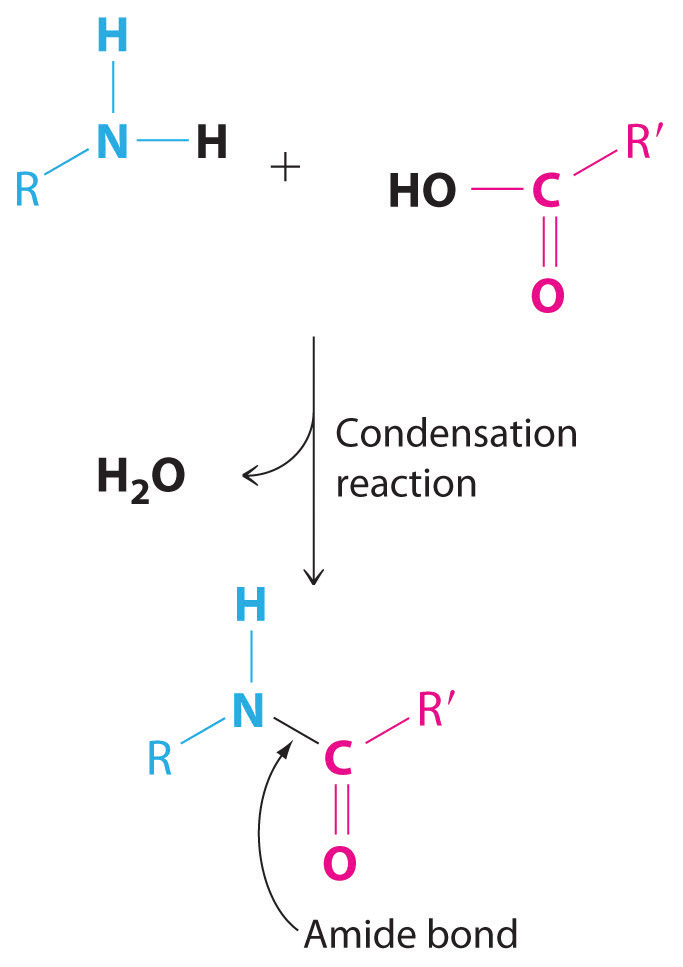 H
N H + HO C R′
R
O
Condensation
H₂O
reaction
H
N R′
R C
O
Amide bond